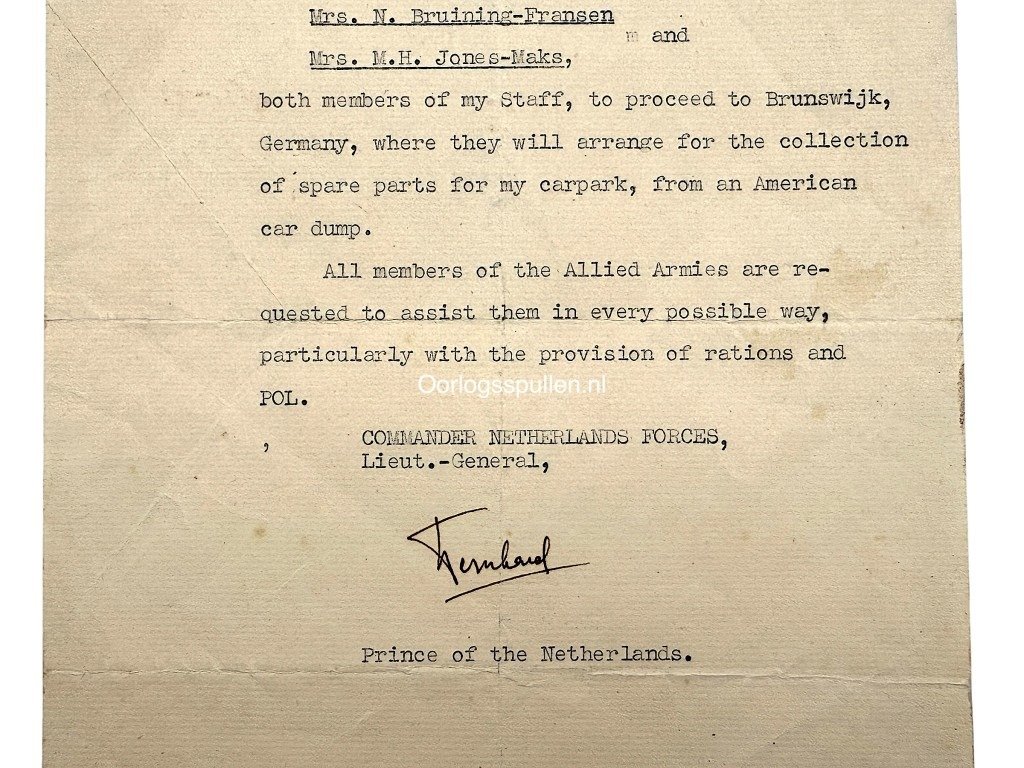 Mrs. N. Bruining-Fransen
m and
Mrs. M.H. Jones-Maks,
both members of my Staff, to proceed to Brunswijk,
Germany, where they will arrange for the collection
of spare parts for my carpark, from an American
car dump.
All members of the Allied Armies are re-
quested to assist them in every possible way,
particularly with the provision of rations and
Oorlogsspullen.nl
POL.
, COMMANDER NETHERLANDS FORCES,
Lieut.-General,
Bernhard
Prince of the Netherlands.